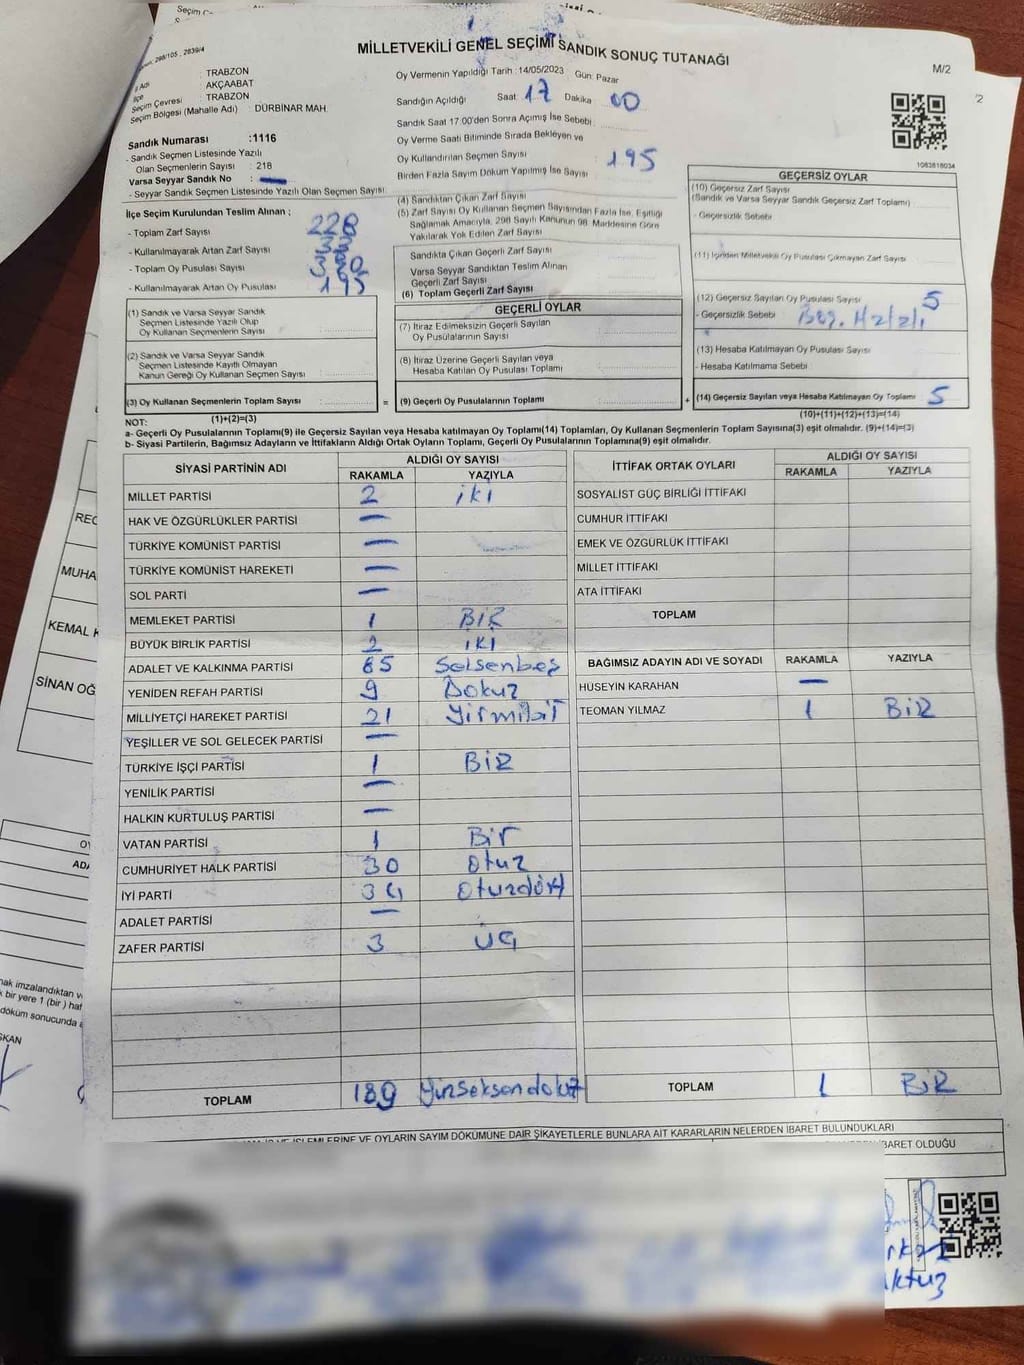 MİLLETVEKİLİ GENEL SEÇİMİ SANDIK SONUÇ TUTANAĞI
M/2
: TRABZON
İlçe : AKÇAABAT
Seçim Çevresi : TRABZON
Seçim Bölgesi (Mahalle Adı) : DÜRBİNAR MAH.
Sandık Numarası :1116
- Sandık Seçmen Listesinde Yazılı
Olan Seçmenlerin Sayısı : 218
Varsa Seyyar Sandık No : —
- Seyyar Sandık Seçmen Listesinde Yazılı Olan Seçmen Sayısı
Oy Vermenin Yapıldığı Tarih : 14/05/2023 Gün: Pazar
Sandığın Açıldığı Saat 17 Dakika 00
Sandık Saat 17:00'den Sonra Açımış İse Sebebi :
Oy Verme Saati Bitiminde Sırada Bekleyen ve
Oy Kullandırılan Seçmen Sayısı : 195
Birden Fazla Sayım Döküm Yapılmış İse Sayısı :
1083818034
İlçe Seçim Kurulundan Teslim Alınan ;
- Toplam Zarf Sayısı
- Kullanılmayarak Artan Zarf Sayısı 33
- Toplam Oy Pusulası Sayısı
- Kullanılmayarak Artan Oy Pusulası 195
(4) Sandıktan Çıkan Zarf Sayısı
(5) Zarf Sayısı Oy Kullanan Seçmen Sayısından Fazla İse, Eşitliği
Sağlamak Amacıyla, 298 Sayılı Kanunun 98. Maddesine Göre
Yakılarak Yok Edilen Zarf Sayısı
Sandıkta Çıkan Geçerli Zarf Sayısı
Varsa Seyyar Sandıktan Teslim Alınan
Geçerli Zarf Sayısı
(6) Toplam Geçerli Zarf Sayısı
GEÇERSİZ OYLAR
(10) Geçersiz Zarf Sayısı
(Sandık ve Varsa Seyyar Sandık Geçersiz Zarf Toplamı)
- Geçersizlik Sebebi
(11) İçinden Milletvekili Oy Pusulası Çıkmayan Zarf Sayısı
(12) Geçersiz Sayılan Oy Pusulası Sayısı 5
- Geçersizlik Sebebi
(13) Hesaba Katılmayan Oy Pusulası Sayısı
- Hesaba Katılmama Sebebi
(14) Geçersiz Sayılan veya Hesaba Katılmayan Oy Toplamı 5
(1) Sandık ve Varsa Seyyar Sandık
Seçmen Listesinde Yazılı Olup
Oy Kullanan Seçmenlerin Sayısı
(2) Sandık ve Varsa Seyyar Sandık
Seçmen Listesinde Kayıtlı Olmayan
Kanun Gereği Oy Kullanan Seçmen Sayısı
(3) Oy Kullanan Seçmenlerin Toplam Sayısı =
GEÇERLİ OYLAR
(7) İtiraz Edilmeksizin Geçerli Sayılan
Oy Pusulalarının Sayısı
(8) İtiraz Üzerine Geçerli Sayılan veya
Hesaba Katılan Oy Pusulası Toplamı
(9) Geçerli Oy Pusulalarının Toplamı +
(1)+(2)=(3)
(10)+(11)+(12)+(13)=(14)
NOT:
a- Geçerli Oy Pusulalarının Toplamı(9) ile Geçersiz Sayılan veya Hesaba katılmayan Oy Toplamı(14) Toplamları, Oy Kullanan Seçmenlerin Toplam Sayısına(3) eşit olmalıdır. (9)+(14)=(3)
b- Siyasi Partilerin, Bağımsız Adayların ve İttifakların Aldığı Ortak Oyların Toplamı, Geçerli Oy Pusulalarının Toplamına(9) eşit olmalıdır.
SİYASİ PARTİNİN ADI ALDIĞI OY SAYISI
RAKAMLA YAZIYLA
MİLLET PARTİSİ 2 iki
HAK VE ÖZGÜRLÜKLER PARTİSİ —
TÜRKİYE KOMÜNİST PARTİSİ —
TÜRKİYE KOMÜNİST HAREKETİ —
SOL PARTİ —
MEMLEKET PARTİSİ 1 BİR
BÜYÜK BİRLİK PARTİSİ 2 iki
ADALET VE KALKINMA PARTİSİ 85 Seksenbeş
YENİDEN REFAH PARTİSİ 9 Dokuz
MİLLİYETÇİ HAREKET PARTİSİ 21 Yirmibir
YEŞİLLER VE SOL GELECEK PARTİSİ —
TÜRKİYE İŞÇİ PARTİSİ 1 BİR
YENİLİK PARTİSİ —
HALKIN KURTULUŞ PARTİSİ —
VATAN PARTİSİ 1 Bir
CUMHURİYET HALK PARTİSİ 30 Otuz
İYİ PARTİ 34 Otuzdört
ADALET PARTİSİ —
ZAFER PARTİSİ 3 ÜÇ
TOPLAM 189 Yüzseksendokuz
İTTİFAK ORTAK OYLARI ALDIĞI OY SAYISI
RAKAMLA YAZIYLA
SOSYALİST GÜÇ BİRLİĞİ İTTİFAKI
CUMHUR İTTİFAKI
EMEK VE ÖZGÜRLÜK İTTİFAKI
MİLLET İTTİFAKI
ATA İTTİFAKI
TOPLAM
BAĞIMSIZ ADAYIN ADI VE SOYADI RAKAMLA YAZIYLA
HÜSEYİN KARAHAN —
TEOMAN YILMAZ 1 BİR
TOPLAM 1 BİR
İŞLEMLERİNE VE OYLARIN SAYIM DÖKÜMÜNE DAİR ŞİKAYETLERLE BUNLARA AİT KARARLARIN NELERDEN İBARET BULUNDUKLARI
İBARET OLDUĞU
REC
MUHA
KEMAL K
SİNAN OĞ
OY
ADA
nak imzalandıktan v
k bir yere 1 (bir ) haf
döküm sonucunda a
ŞKAN